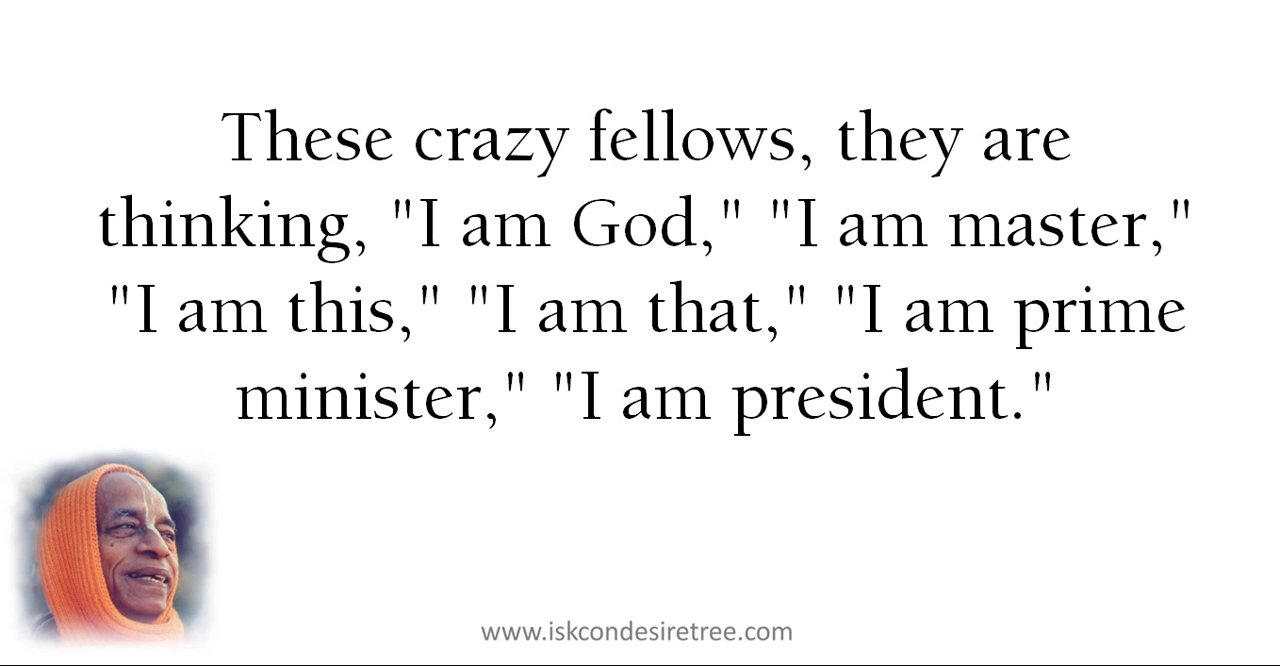 These crazy fellows, they are
thinking, "I am God," "I am master,"
"I am this," "I am that," "I am prime
minister," "I am president."
www.iskcondesiretree.com